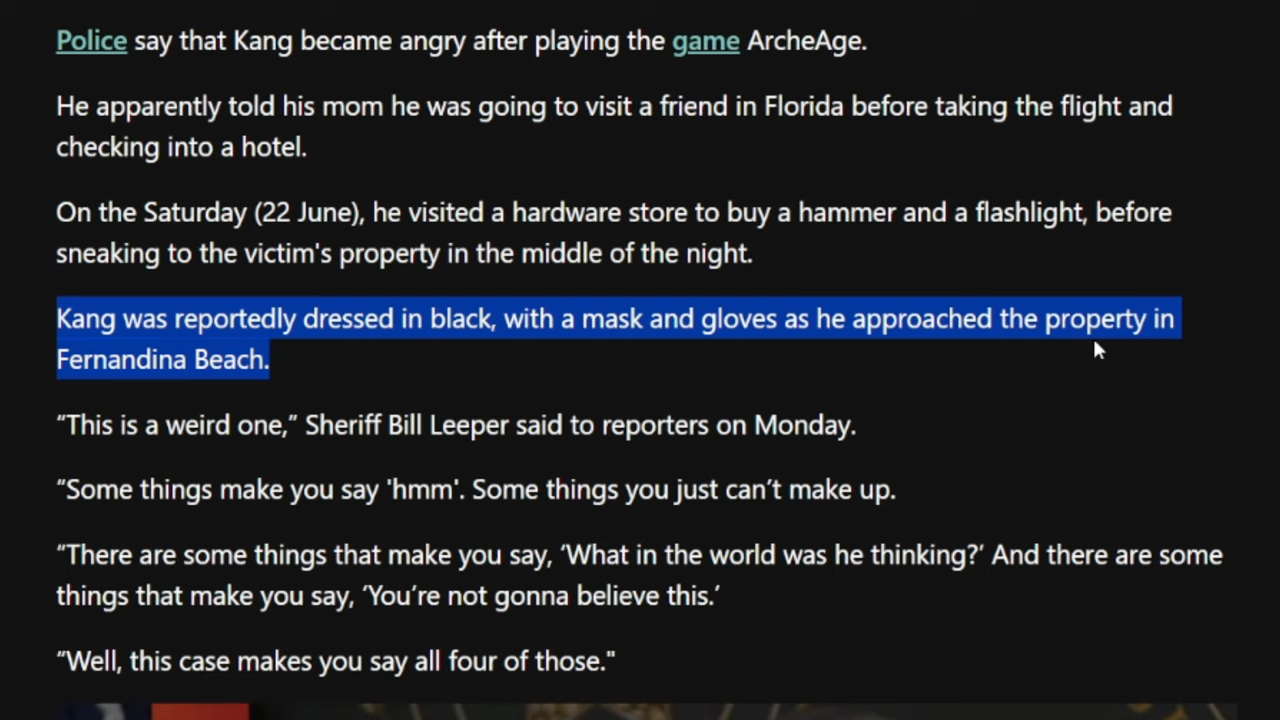 Police say that Kang became angry after playing the game ArcheAge.
He apparently told his mom he was going to visit a friend in Florida before taking the flight and
checking into a hotel.
On the Saturday (22 June), he visited a hardware store to buy a hammer and a flashlight, before
sneaking to the victim's property in the middle of the night.
Kang was reportedly dressed in black, with a mask and gloves as he approached the property in
Fernandina Beach.
“This is a weird one,” Sheriff Bill Leeper said to reporters on Monday.
“Some things make you say 'hmm'. Some things you just can’t make up.
“There are some things that make you say, ‘What in the world was he thinking?’ And there are some
things that make you say, ‘You’re not gonna believe this.’
“Well, this case makes you say all four of those."